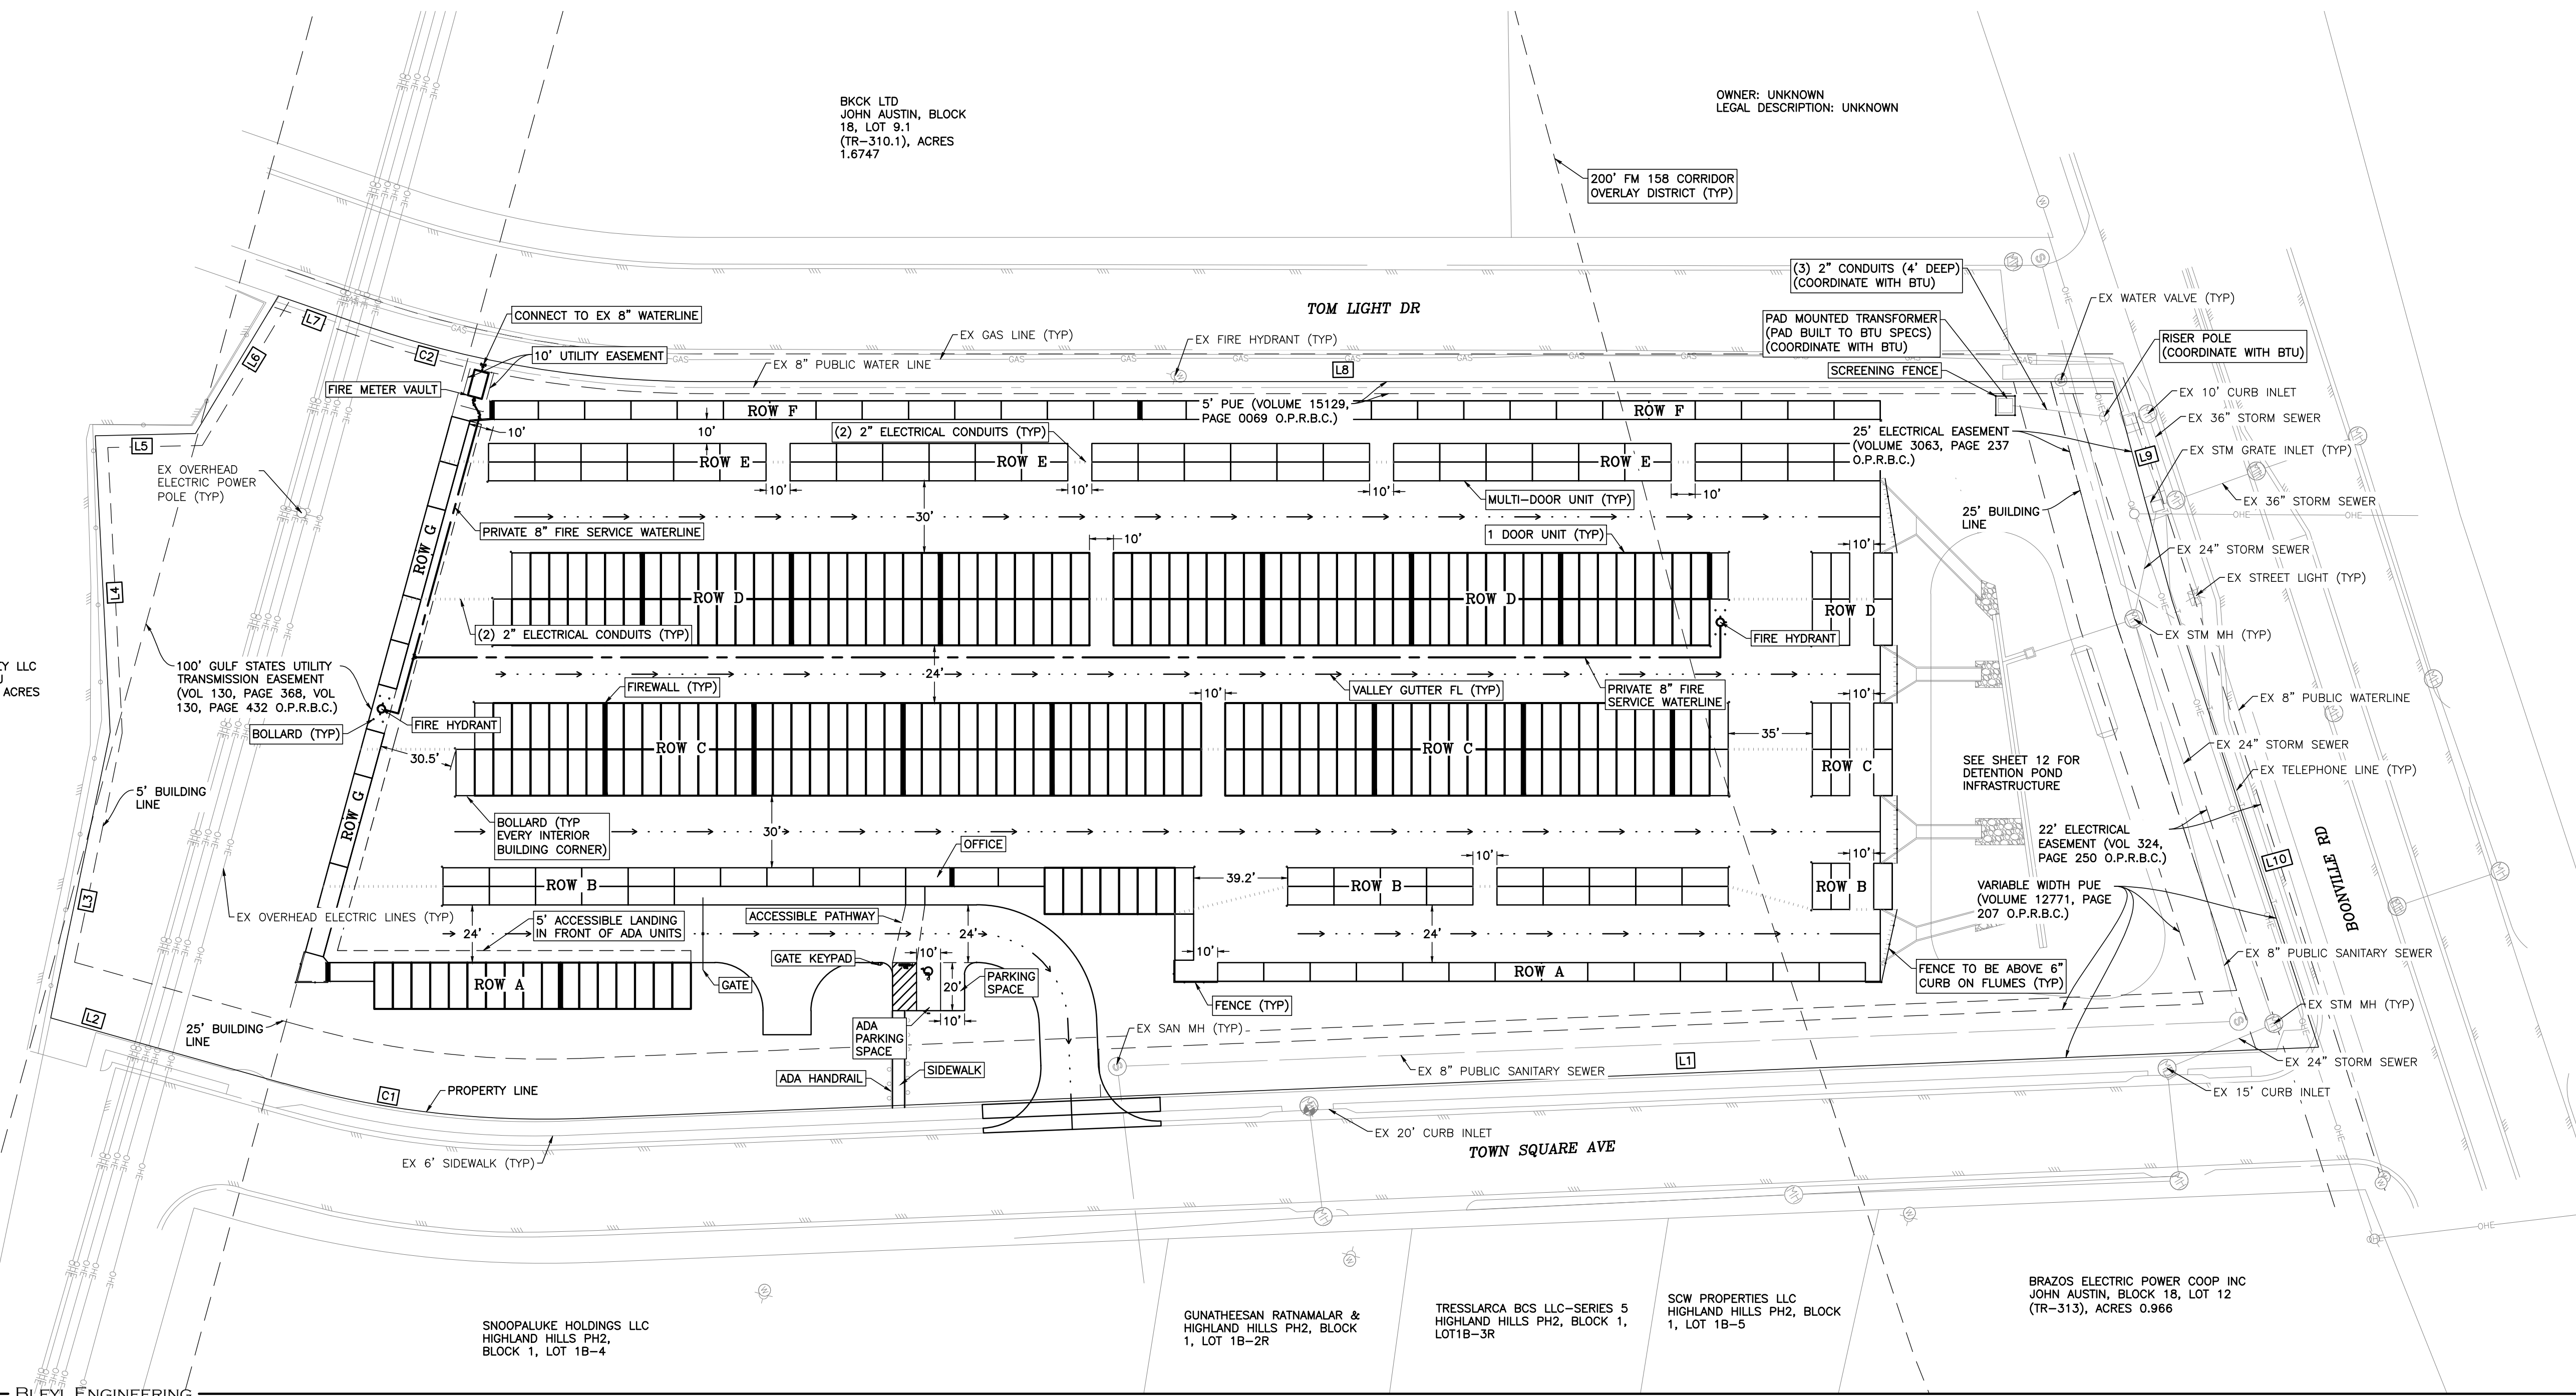 BKCK LTD
JOHN AUSTIN, BLOCK
18, LOT 9.1
(TR-310.1), ACRES
1.6747
OWNER: UNKNOWN
LEGAL DESCRIPTION: UNKNOWN
200' FM 158 CORRIDOR
OVERLAY DISTRICT (TYP)
(3) 2" CONDUITS (4' DEEP)
(COORDINATE WITH BTU)
TOM LIGHT DR
EX WATER VALVE (TYP)
CONNECT TO EX 8" WATERLINE
L7
C2
10' UTILITY EASEMENT
EX GAS LINE (TYP)
EX FIRE HYDRANT (TYP)
PAD MOUNTED TRANSFORMER
(PAD BUILT TO BTU SPECS)
(COORDINATE WITH BTU)
RISER POLE
(COORDINATE WITH BTU)
L6
EX 8" PUBLIC WATER LINE
L8
SCREENING FENCE
FIRE METER VAULT
EX 10' CURB INLET
ROW F
5' PUE (VOLUME 15129,
PAGE 0069 O.P.R.B.C.)
ROW F
EX 36" STORM SEWER
10'
10'
(2) 2" ELECTRICAL CONDUITS (TYP)
25' ELECTRICAL EASEMENT
(VOLUME 3063, PAGE 237
O.P.R.B.C.)
L5
L9
EX STM GRATE INLET (TYP)
ROW E
ROW E
ROW E
EX OVERHEAD
ELECTRIC POWER
POLE (TYP)
10'
10'
10'
10'
MULTI-DOOR UNIT (TYP)
EX 36" STORM SEWER
25' BUILDING
LINE
30'
PRIVATE 8" FIRE SERVICE WATERLINE
1 DOOR UNIT (TYP)
10'
10'
EX 24" STORM SEWER
ROW G
EX STREET LIGHT (TYP)
L4
ROW D
ROW D
ROW D
(2) 2" ELECTRICAL CONDUITS (TYP)
FIRE HYDRANT
EX STM MH (TYP)
Y LLC
ACRES
100' GULF STATES UTILITY
TRANSMISSION EASEMENT
(VOL 130, PAGE 368, VOL
130, PAGE 432 O.P.R.B.C.)
24'
FIREWALL (TYP)
10'
VALLEY GUTTER FL (TYP)
PRIVATE 8" FIRE
SERVICE WATERLINE
10'
EX 8" PUBLIC WATERLINE
FIRE HYDRANT
BOLLARD (TYP)
35'
ROW C
ROW C
ROW C
30.5'
EX 24" STORM SEWER
SEE SHEET 12 FOR
DETENTION POND
INFRASTRUCTURE
EX TELEPHONE LINE (TYP)
5' BUILDING
LINE
ROW G
BOLLARD (TYP
EVERY INTERIOR
BUILDING CORNER)
30'
OFFICE
22' ELECTRICAL
EASEMENT (VOL 324,
PAGE 250 O.P.R.B.C.)
BOONVILLE RD
10'
10'
L10
39.2'
ROW B
ROW B
ROW B
VARIABLE WIDTH PUE
(VOLUME 12771, PAGE
207 O.P.R.B.C.)
L3
EX OVERHEAD ELECTRIC LINES (TYP)
5' ACCESSIBLE LANDING
IN FRONT OF ADA UNITS
ACCESSIBLE PATHWAY
24'
24'
24'
10'
10'
GATE KEYPAD
EX 8" PUBLIC SANITARY SEWER
PARKING
SPACE
ROW A
20'
ROW A
FENCE TO BE ABOVE 6"
CURB ON FLUMES (TYP)
GATE
FENCE (TYP)
10'
EX STM MH (TYP)
L2
25' BUILDING
LINE
ADA
PARKING
SPACE
EX SAN MH (TYP)
L1
EX 24" STORM SEWER
SIDEWALK
ADA HANDRAIL
EX 8" PUBLIC SANITARY SEWER
C1
PROPERTY LINE
EX 15' CURB INLET
EX 20' CURB INLET
TOWN SQUARE AVE
EX 6' SIDEWALK (TYP)
SNOOPALUKE HOLDINGS LLC
HIGHLAND HILLS PH2,
BLOCK 1, LOT 1B-4
GUNATHEESAN RATNAMALAR &
HIGHLAND HILLS PH2, BLOCK
1, LOT 1B-2R
TRESSLARCA BCS LLC-SERIES 5
HIGHLAND HILLS PH2, BLOCK 1,
LOT1B-3R
SCW PROPERTIES LLC
HIGHLAND HILLS PH2, BLOCK
1, LOT 1B-5
BRAZOS ELECTRIC POWER COOP INC
JOHN AUSTIN, BLOCK 18, LOT 12
(TR-313), ACRES 0.966
BLEYL ENGINEERING